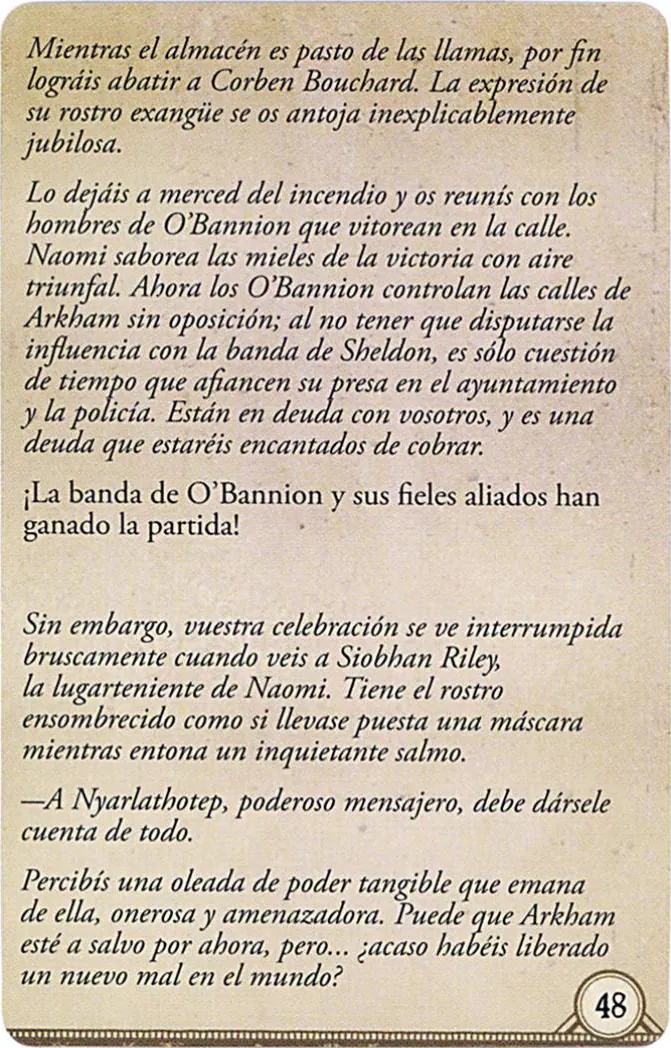 Mientras el almacén es pasto de las llamas, por fin
lográis abatir a Corben Bouchard. La expresión de
su rostro exangüe se os antoja inexplicablemente
jubilosa.
Lo dejáis a merced del incendio y os reunís con los
hombres de O’Bannion que vitorean en la calle.
Naomi saborea las mieles de la victoria con aire
triunfal. Ahora los O’Bannion controlan las calles de
Arkham sin oposición; al no tener que disputarse la
influencia con la banda de Sheldon, es sólo cuestión
de tiempo que afiancen su presa en el ayuntamiento
y la policía. Están en deuda con vosotros, y es una
deuda que estaréis encantados de cobrar.
¡La banda de O’Bannion y sus fieles aliados han
ganado la partida!
Sin embargo, vuestra celebración se ve interrumpida
bruscamente cuando veis a Siobhan Riley,
la lugarteniente de Naomi. Tiene el rostro
ensombrecido como si llevase puesta una máscara
mientras entona un inquietante salmo.
—A Nyarlathotep, poderoso mensajero, debe dársele
cuenta de todo.
Percibís una oleada de poder tangible que emana
de ella, onerosa y amenazadora. Puede que Arkham
esté a salvo por ahora, pero... ¿acaso habéis liberado
un nuevo mal en el mundo?
48